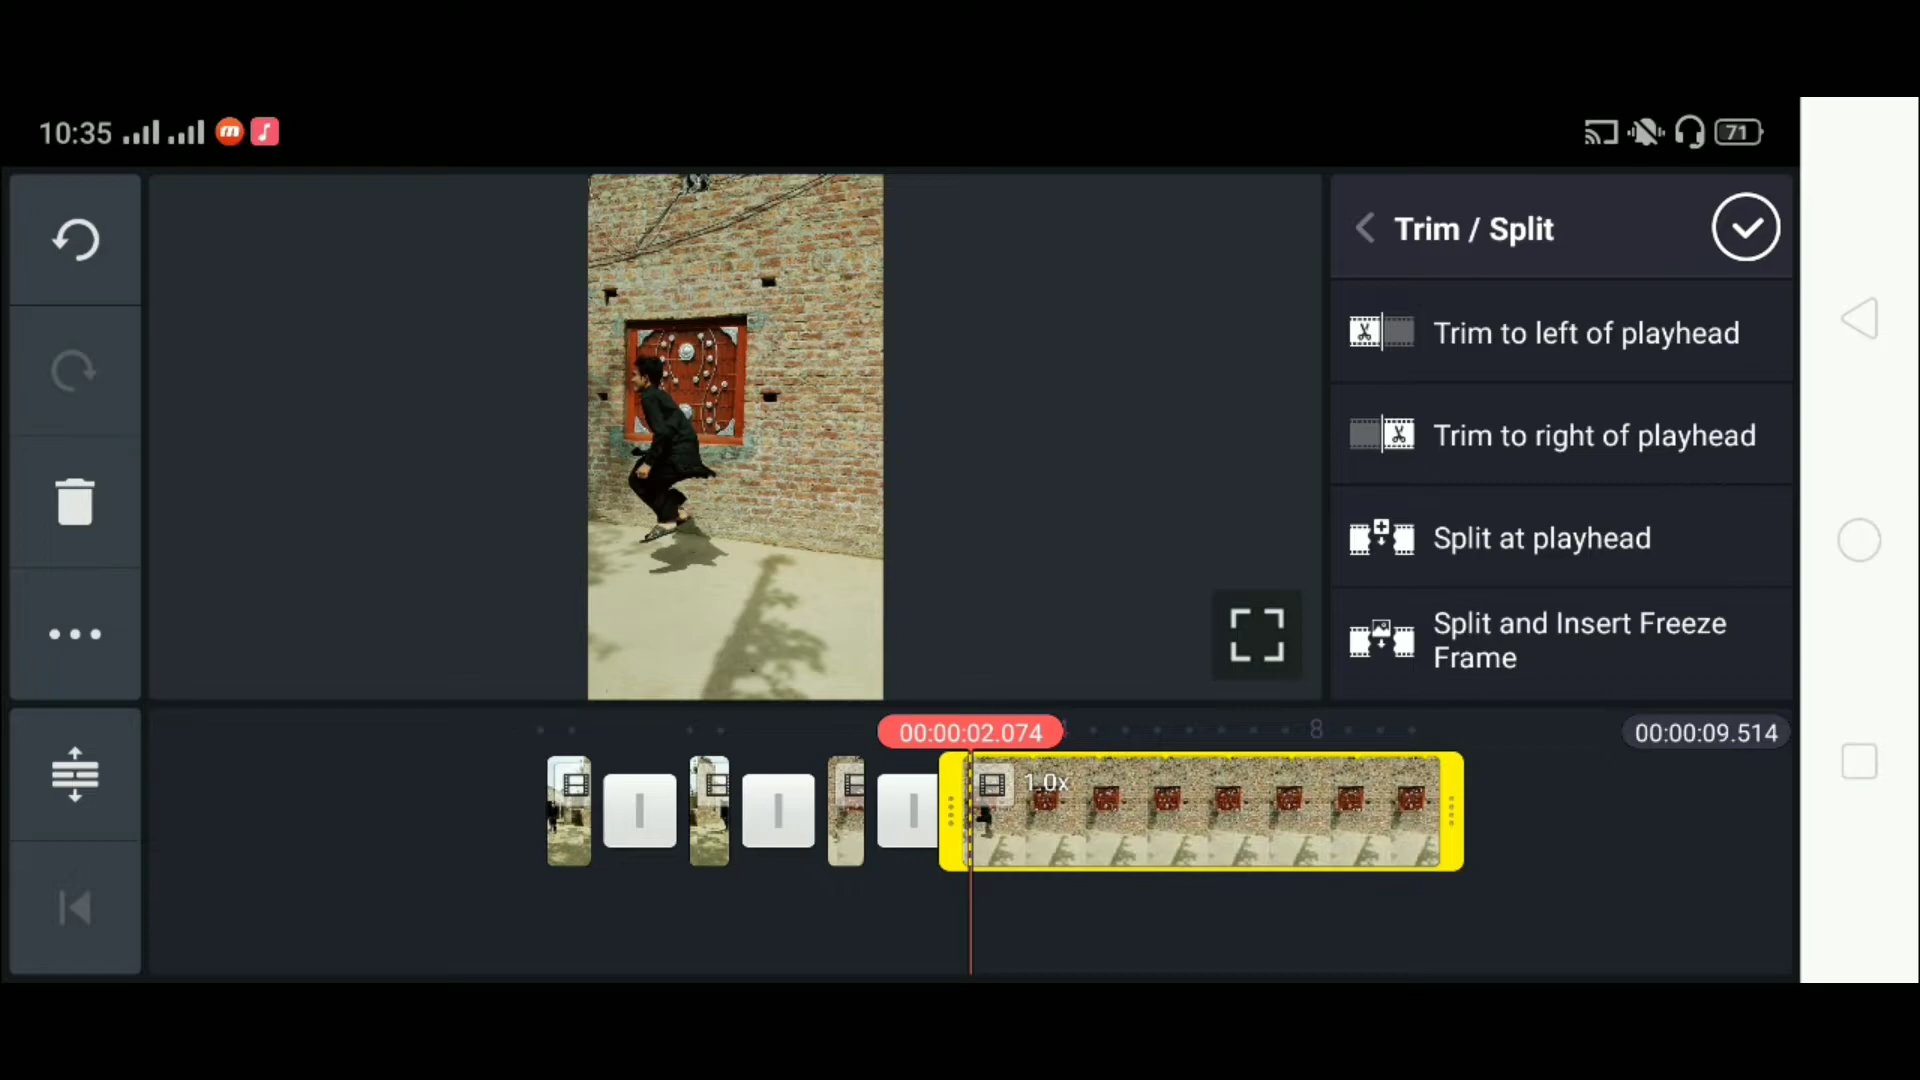 10:35
71
Trim / Split
Trim to left of playhead
Trim to right of playhead
Split at playhead
Split and Insert Freeze
Frame
00:00:02.074
8
00:00:09.514
1.0x